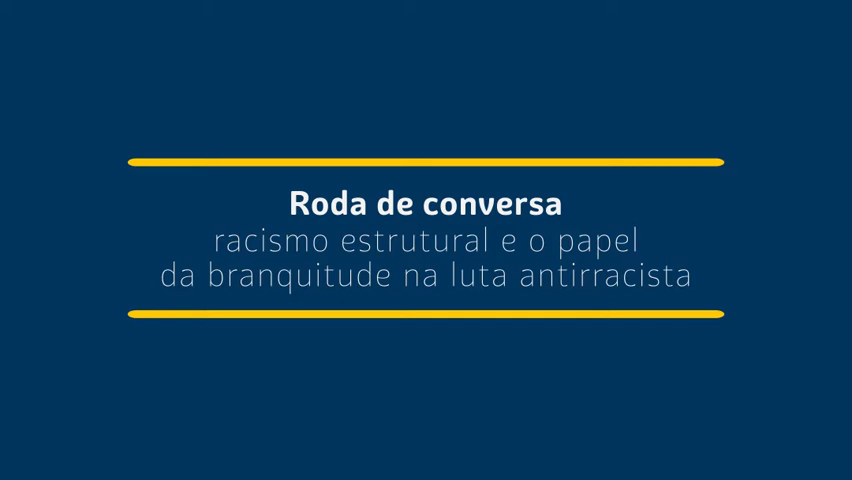 Roda de conversa
racismo estrutural e o papel
da branquitude na luta antirracista